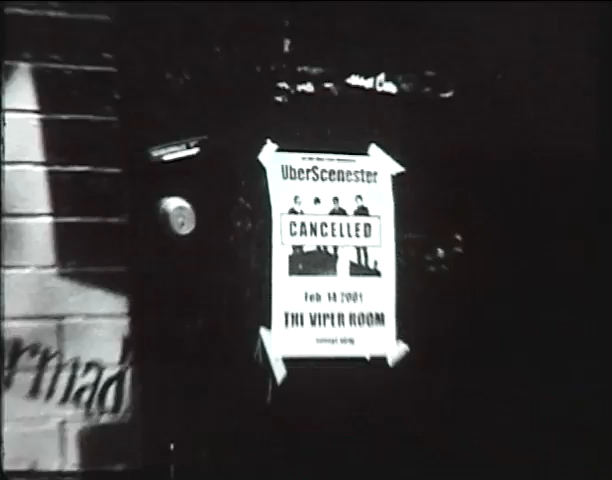 UberScenester
CANCELLED
Feb 14 2001
THE VIPER ROOM
rmad